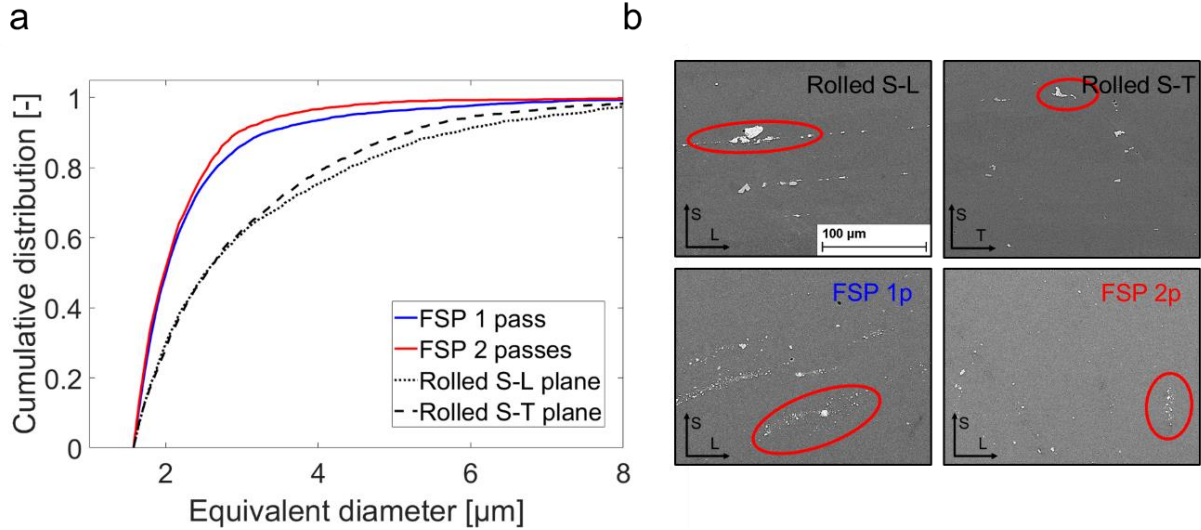 a
b
1
0.8
0.6
0.4
0.2
0
2
4
6
8
Cumulative distribution [-]
Equivalent diameter [µm]
FSP 1 pass
FSP 2 passes
Rolled S-L plane
Rolled S-T plane
Rolled S-L
S
L
100 µm
Rolled S-T
S
T
FSP 1p
S
L
FSP 2p
S
L